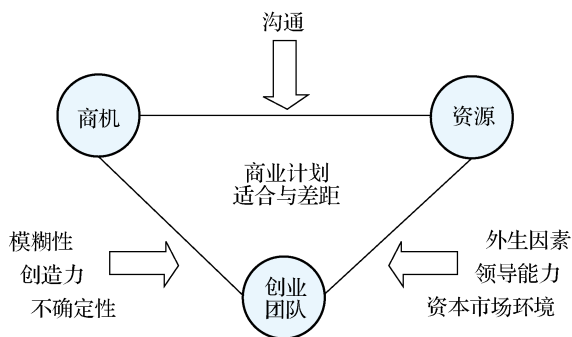 沟通
商机
资源
商业计划
适合与差距
模糊性
创造力
不确定性
外生因素
领导能力
资本市场环境
创业
团队